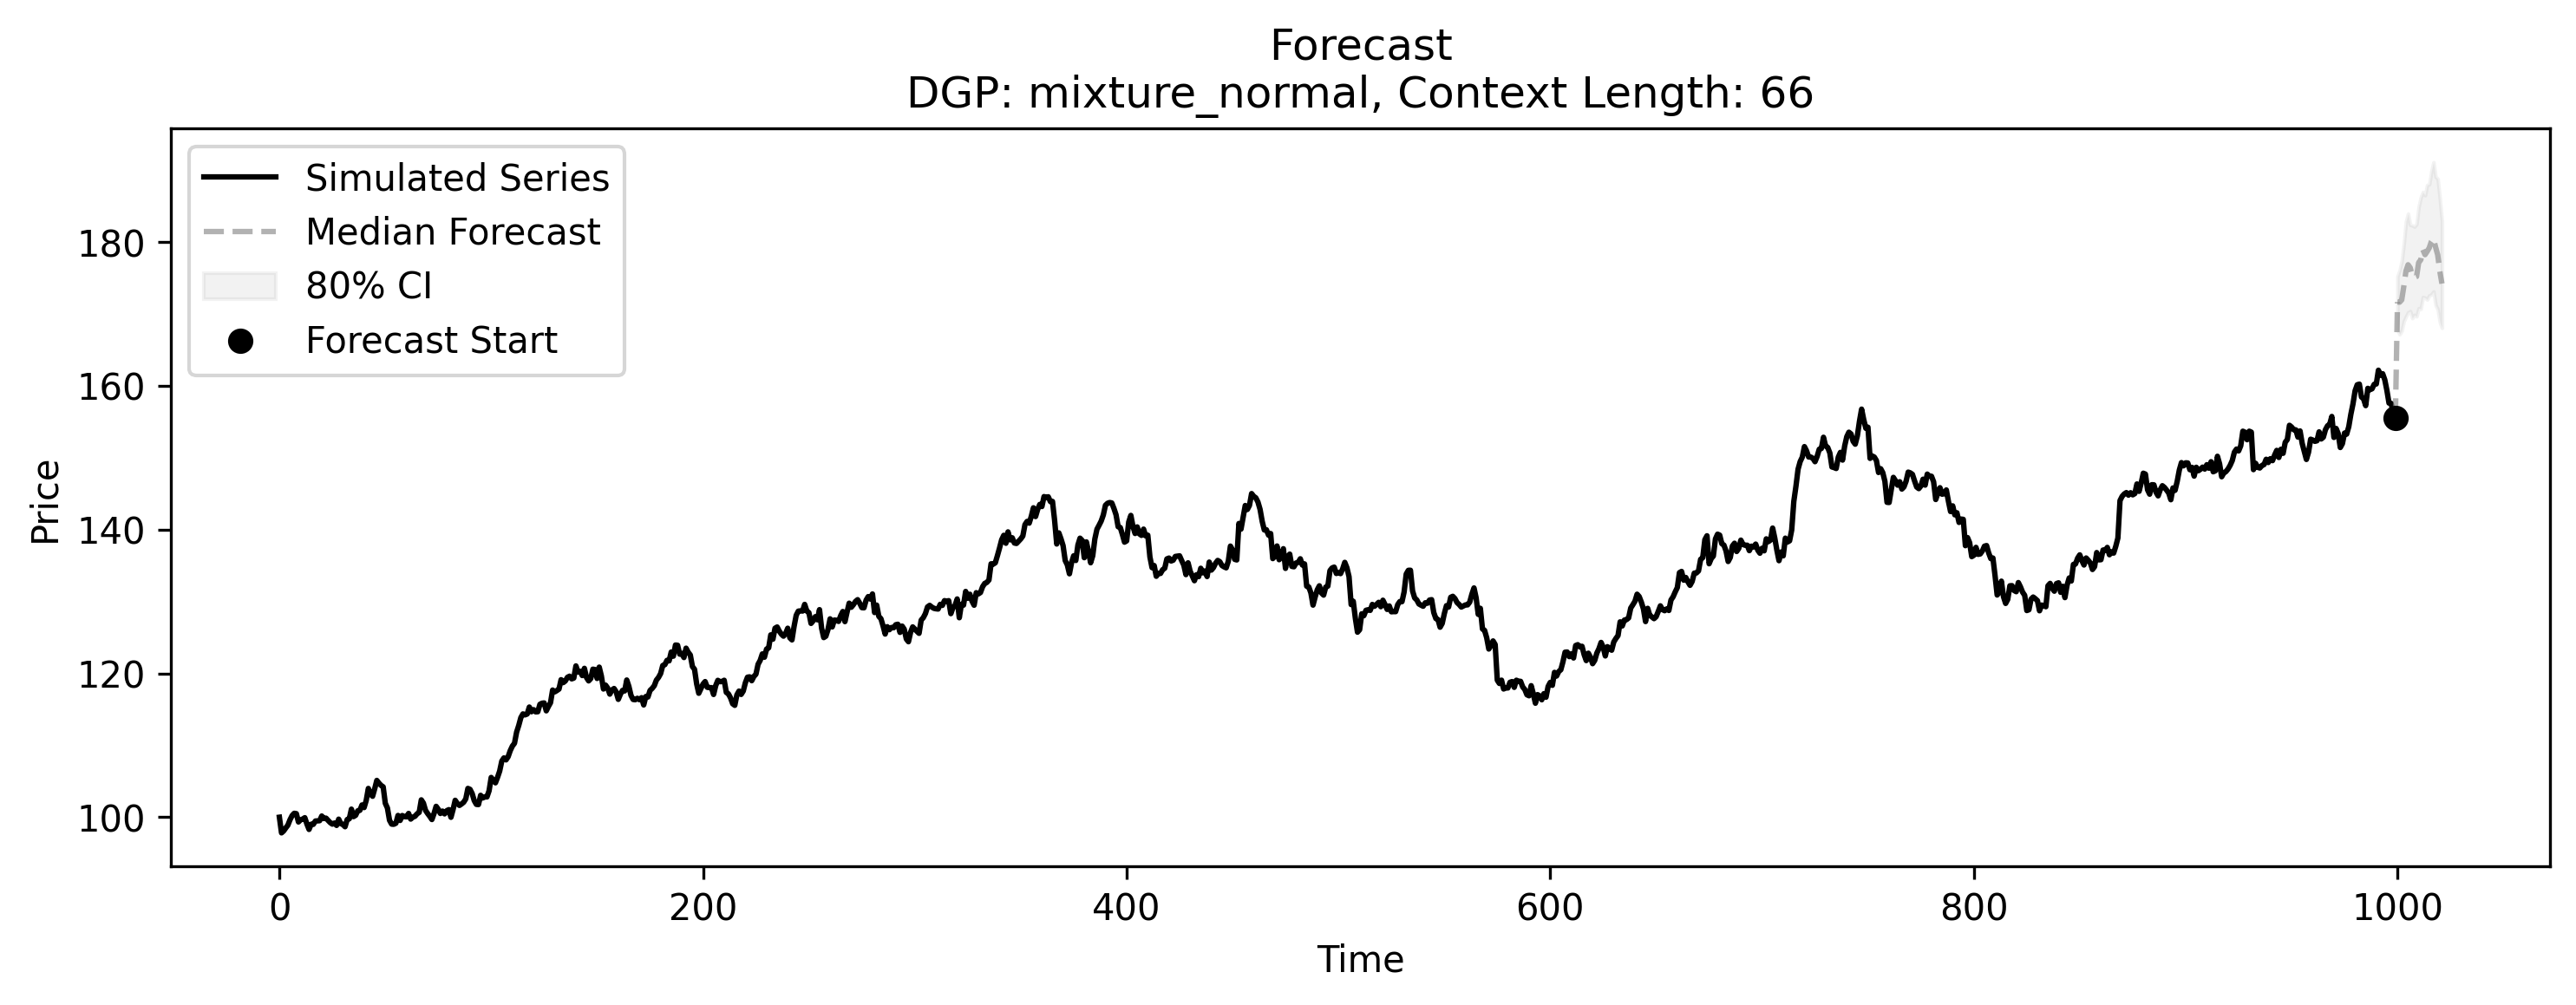 Forecast
DGP: mixture_normal, Context Length: 66
Simulated Series
Median Forecast
80% CI
Forecast Start
Price
180
160
140
120
100
0 200 400 600 800 1000
Time